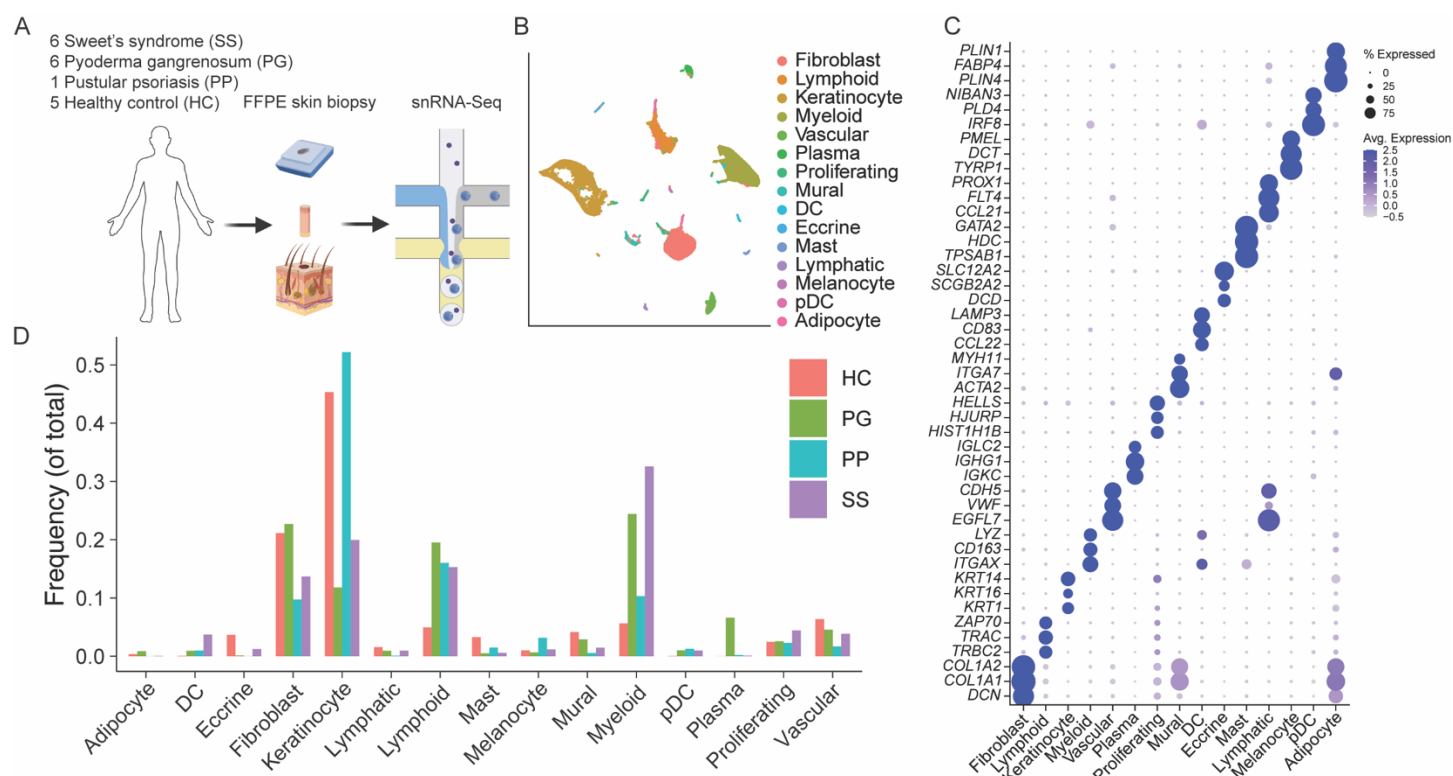 A
6 Sweet's syndrome (SS)
6 Pyoderma gangrenosum (PG)
1 Pustular psoriasis (PP)
5 Healthy control (HC)
FFPE skin biopsy
snRNA-Seq
B
Fibroblast
Lymphoid
Keratinocyte
Myeloid
Vascular
Plasma
Proliferating
Mural
DC
Eccrine
Mast
Lymphatic
Melanocyte
pDC
Adipocyte
C
PLIN1
FABP4
PLIN4
NIBAN3
PLD4
IRF8
PMEL
DCT
TYRP1
PROX1
FLT4
CCL21
GATA2
HDC
TPSAB1
SLC12A2
SCGB2A2
DCD
LAMP3
CD83
CCL22
MYH11
ITGA7
ACTA2
HELLS
HJURP
HIST1H1B
IGLC2
IGHG1
IGKC
CDH5
VWF
EGFL7
LYZ
CD163
ITGAX
KRT14
KRT16
KRT1
ZAP70
TRAC
TRBC2
COL1A2
COL1A1
DCN
Fibroblast
Lymphoid
Keratinocyte
Myeloid
Vascular
Plasma
Proliferating
Mural
DC
Eccrine
Mast
Lymphatic
Melanocyte
pDC
Adipocyte
% Expressed
0
25
50
75
Avg. Expression
2.5
2.0
1.5
1.0
0.5
0.0
−0.5
D
Frequency (of total)
0.5
0.4
0.3
0.2
0.1
0.0
HC
PG
PP
SS
Adipocyte
DC
Eccrine
Fibroblast
Keratinocyte
Lymphatic
Lymphoid
Mast
Melanocyte
Mural
Myeloid
pDC
Plasma
Proliferating
Vascular